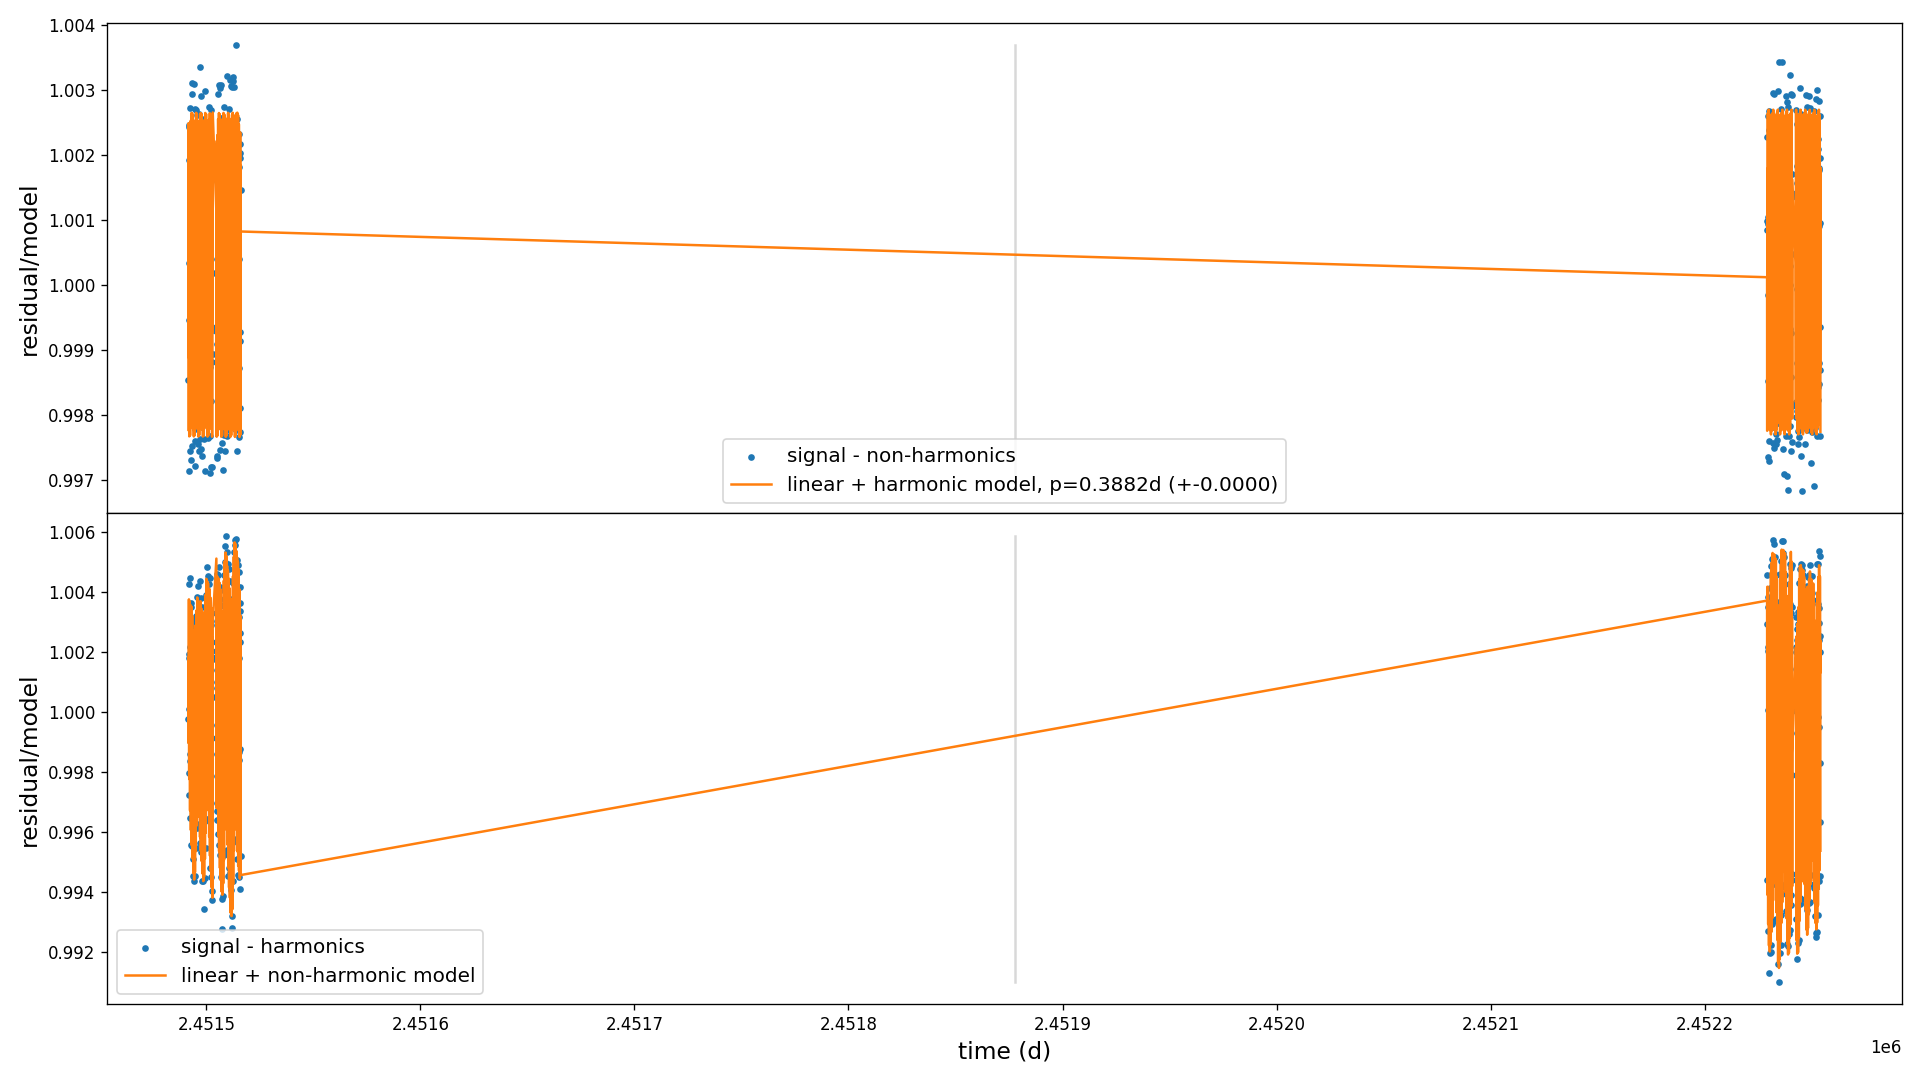 1.004
1.003
1.002
1.001
1.000
0.999
0.998
0.997
residual/model
signal - non-harmonics
linear + harmonic model, p=0.3882d (+-0.0000)
1.006
1.004
1.002
1.000
0.998
0.996
0.994
0.992
residual/model
signal - harmonics
linear + non-harmonic model
2.4515 2.4516 2.4517 2.4518 2.4519 2.4520 2.4521 2.4522
1e6
time (d)